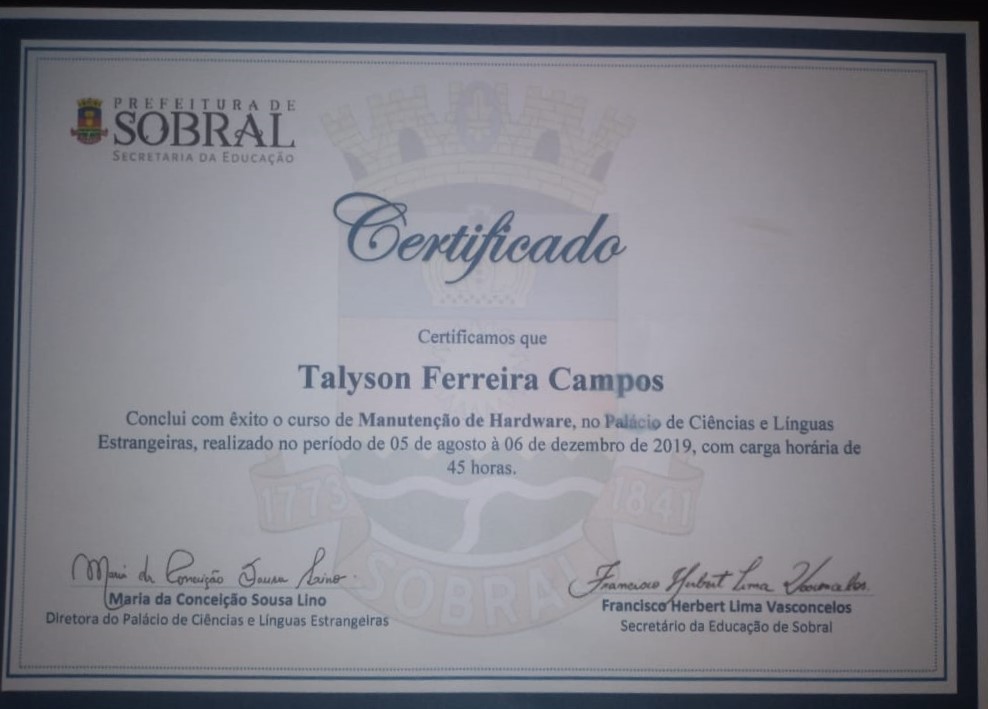 PREFEITURA DE
SOBRAL
SECRETARIA DA EDUCAÇÃO
Certificado
Certificamos que
Talyson Ferreira Campos
Conclui com êxito o curso de Manutenção de Hardware, no Palácio de Ciências e Línguas
Estrangeiras, realizado no período de 05 de agosto à 06 de dezembro de 2019, com carga horária de
45 horas.
1773
1841
SOBRAL
Maria da Conceição Sousa Lino
Francisco Herbert Lima Vasconcelos
Maria da Conceição Sousa Lino
Diretora do Palácio de Ciências e Línguas Estrangeiras
Francisco Herbert Lima Vasconcelos
Secretário da Educação de Sobral